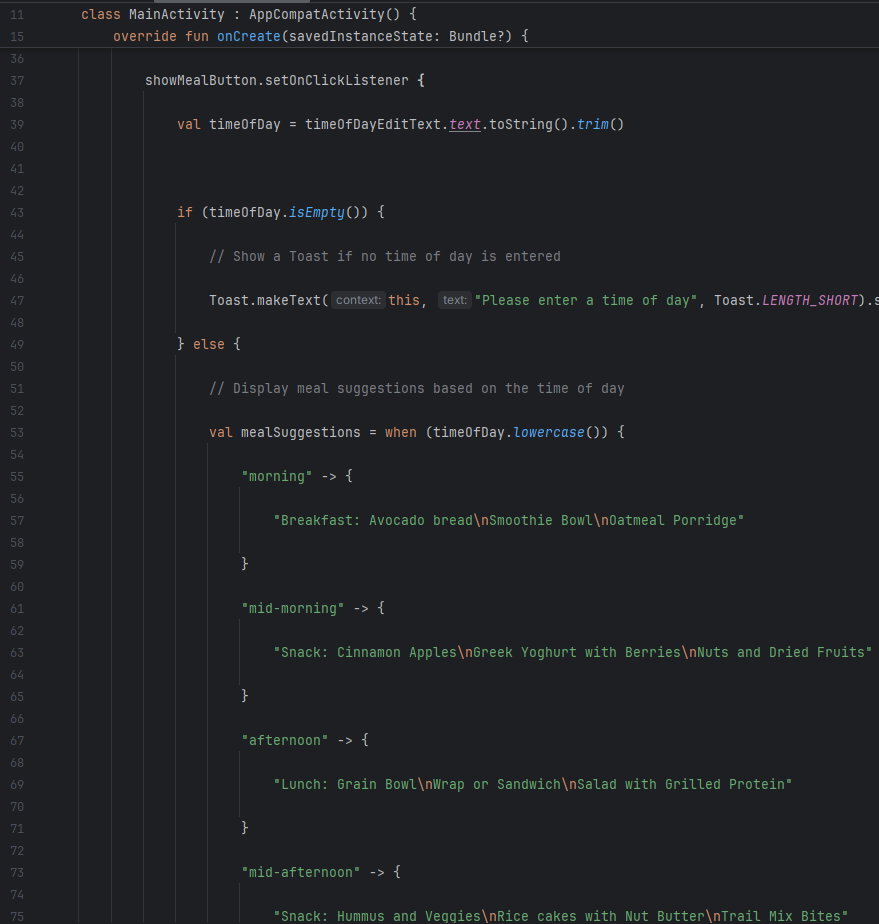 11 class MainActivity : AppCompatActivity() {
15 override fun onCreate(savedInstanceState: Bundle?) {
36
37 showMealButton.setOnClickListener {
38
39 val timeOfDay = timeOfDayEditText.text.toString().trim()
40
41
42
43 if (timeOfDay.isEmpty()) {
44
45 // Show a Toast if no time of day is entered
46
47 Toast.makeText( context: this, text: "Please enter a time of day", Toast.LENGTH_SHORT).s
48
49 } else {
50
51 // Display meal suggestions based on the time of day
52
53 val mealSuggestions = when (timeOfDay.lowercase()) {
54
55 "morning" -> {
56
57 "Breakfast: Avocado bread\nSmoothie Bowl\nOatmeal Porridge"
58
59 }
60
61 "mid-morning" -> {
62
63 "Snack: Cinnamon Apples\nGreek Yoghurt with Berries\nNuts and Dried Fruits"
64
65 }
66
67 "afternoon" -> {
68
69 "Lunch: Grain Bowl\nWrap or Sandwich\nSalad with Grilled Protein"
70
71 }
72
73 "mid-afternoon" -> {
74
75 "Snack: Hummus and Veggies\nRice cakes with Nut Butter\nTrail Mix Bites"